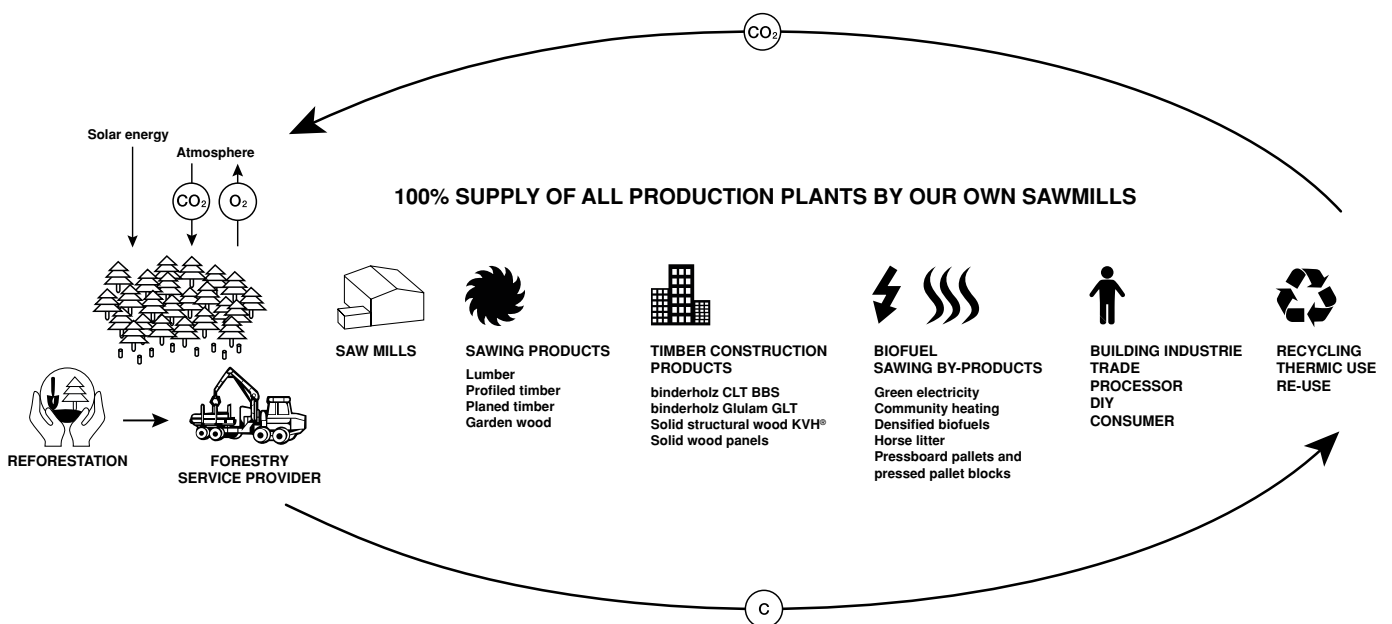 CO₂
Solar energy
Atmosphere
CO₂
O₂
100% SUPPLY OF ALL PRODUCTION PLANTS BY OUR OWN SAWMILLS
REFORESTATION
FORESTRY
SERVICE PROVIDER
SAW MILLS
SAWING PRODUCTS
Lumber
Profiled timber
Planed timber
Garden wood
TIMBER CONSTRUCTION
PRODUCTS
binderholz CLT BBS
binderholz Glulam GLT
Solid structural wood KVH®
Solid wood panels
BIOFUEL
SAWING BY-PRODUCTS
Green electricity
Community heating
Densified biofuels
Horse litter
Pressboard pallets and
pressed pallet blocks
BUILDING INDUSTRIE
TRADE
PROCESSOR
DIY
CONSUMER
RECYCLING
THERMIC USE
RE-USE
C